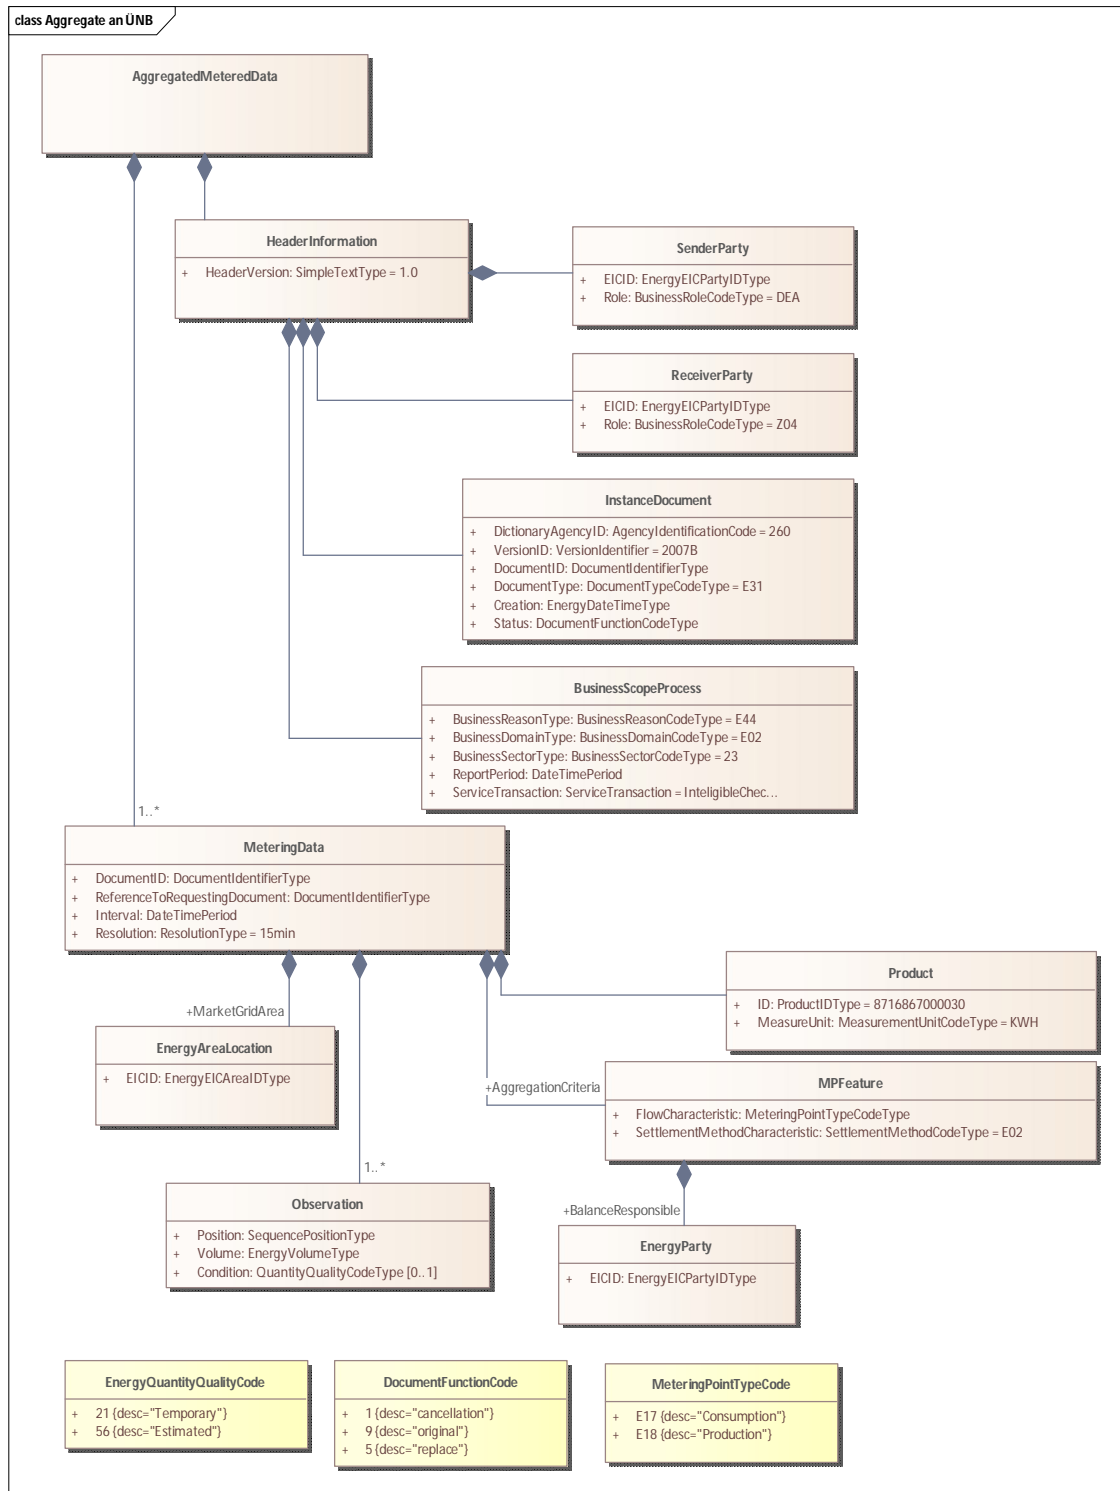 class Aggregate an ÜNB
AggregatedMeteredData
HeaderInformation
+ HeaderVersion: SimpleTextType = 1.0
SenderParty
+ EICID: EnergyEICPartyIDType
+ Role: BusinessRoleCodeType = DEA
ReceiverParty
+ EICID: EnergyEICPartyIDType
+ Role: BusinessRoleCodeType = Z04
InstanceDocument
+ DictionaryAgencyID: AgencyIdentificationCode = 260
+ VersionID: VersionIdentifier = 2007B
+ DocumentID: DocumentIdentifierType
+ DocumentType: DocumentTypeCodeType = E31
+ Creation: EnergyDateTimeType
+ Status: DocumentFunctionCodeType
BusinessScopeProcess
+ BusinessReasonType: BusinessReasonCodeType = E44
+ BusinessDomainType: BusinessDomainCodeType = E02
+ BusinessSectorType: BusinessSectorCodeType = 23
+ ReportPeriod: DateTimePeriod
+ ServiceTransaction: ServiceTransaction = InteligibleChec...
1..*
MeteringData
+ DocumentID: DocumentIdentifierType
+ ReferenceToRequestingDocument: DocumentIdentifierType
+ Interval: DateTimePeriod
+ Resolution: ResolutionType = 15min
Product
+ ID: ProductIDType = 8716867000030
+ MeasureUnit: MeasurementUnitCodeType = KWH
+MarketGridArea
EnergyAreaLocation
+ EICID: EnergyEICAreaIDType
+AggregationCriteria
MPFeature
+ FlowCharacteristic: MeteringPointTypeCodeType
+ SettlementMethodCharacteristic: SettlementMethodCodeType = E02
1..*
Observation
+ Position: SequencePositionType
+ Volume: EnergyVolumeType
+ Condition: QuantityQualityCodeType [0..1]
+BalanceResponsible
EnergyParty
+ EICID: EnergyEICPartyIDType
EnergyQuantityQualityCode
+ 21 {desc="Temporary"}
+ 56 {desc="Estimated"}
DocumentFunctionCode
+ 1 {desc="cancellation"}
+ 9 {desc="original"}
+ 5 {desc="replace"}
MeteringPointTypeCode
+ E17 {desc="Consumption"}
+ E18 {desc="Production"}